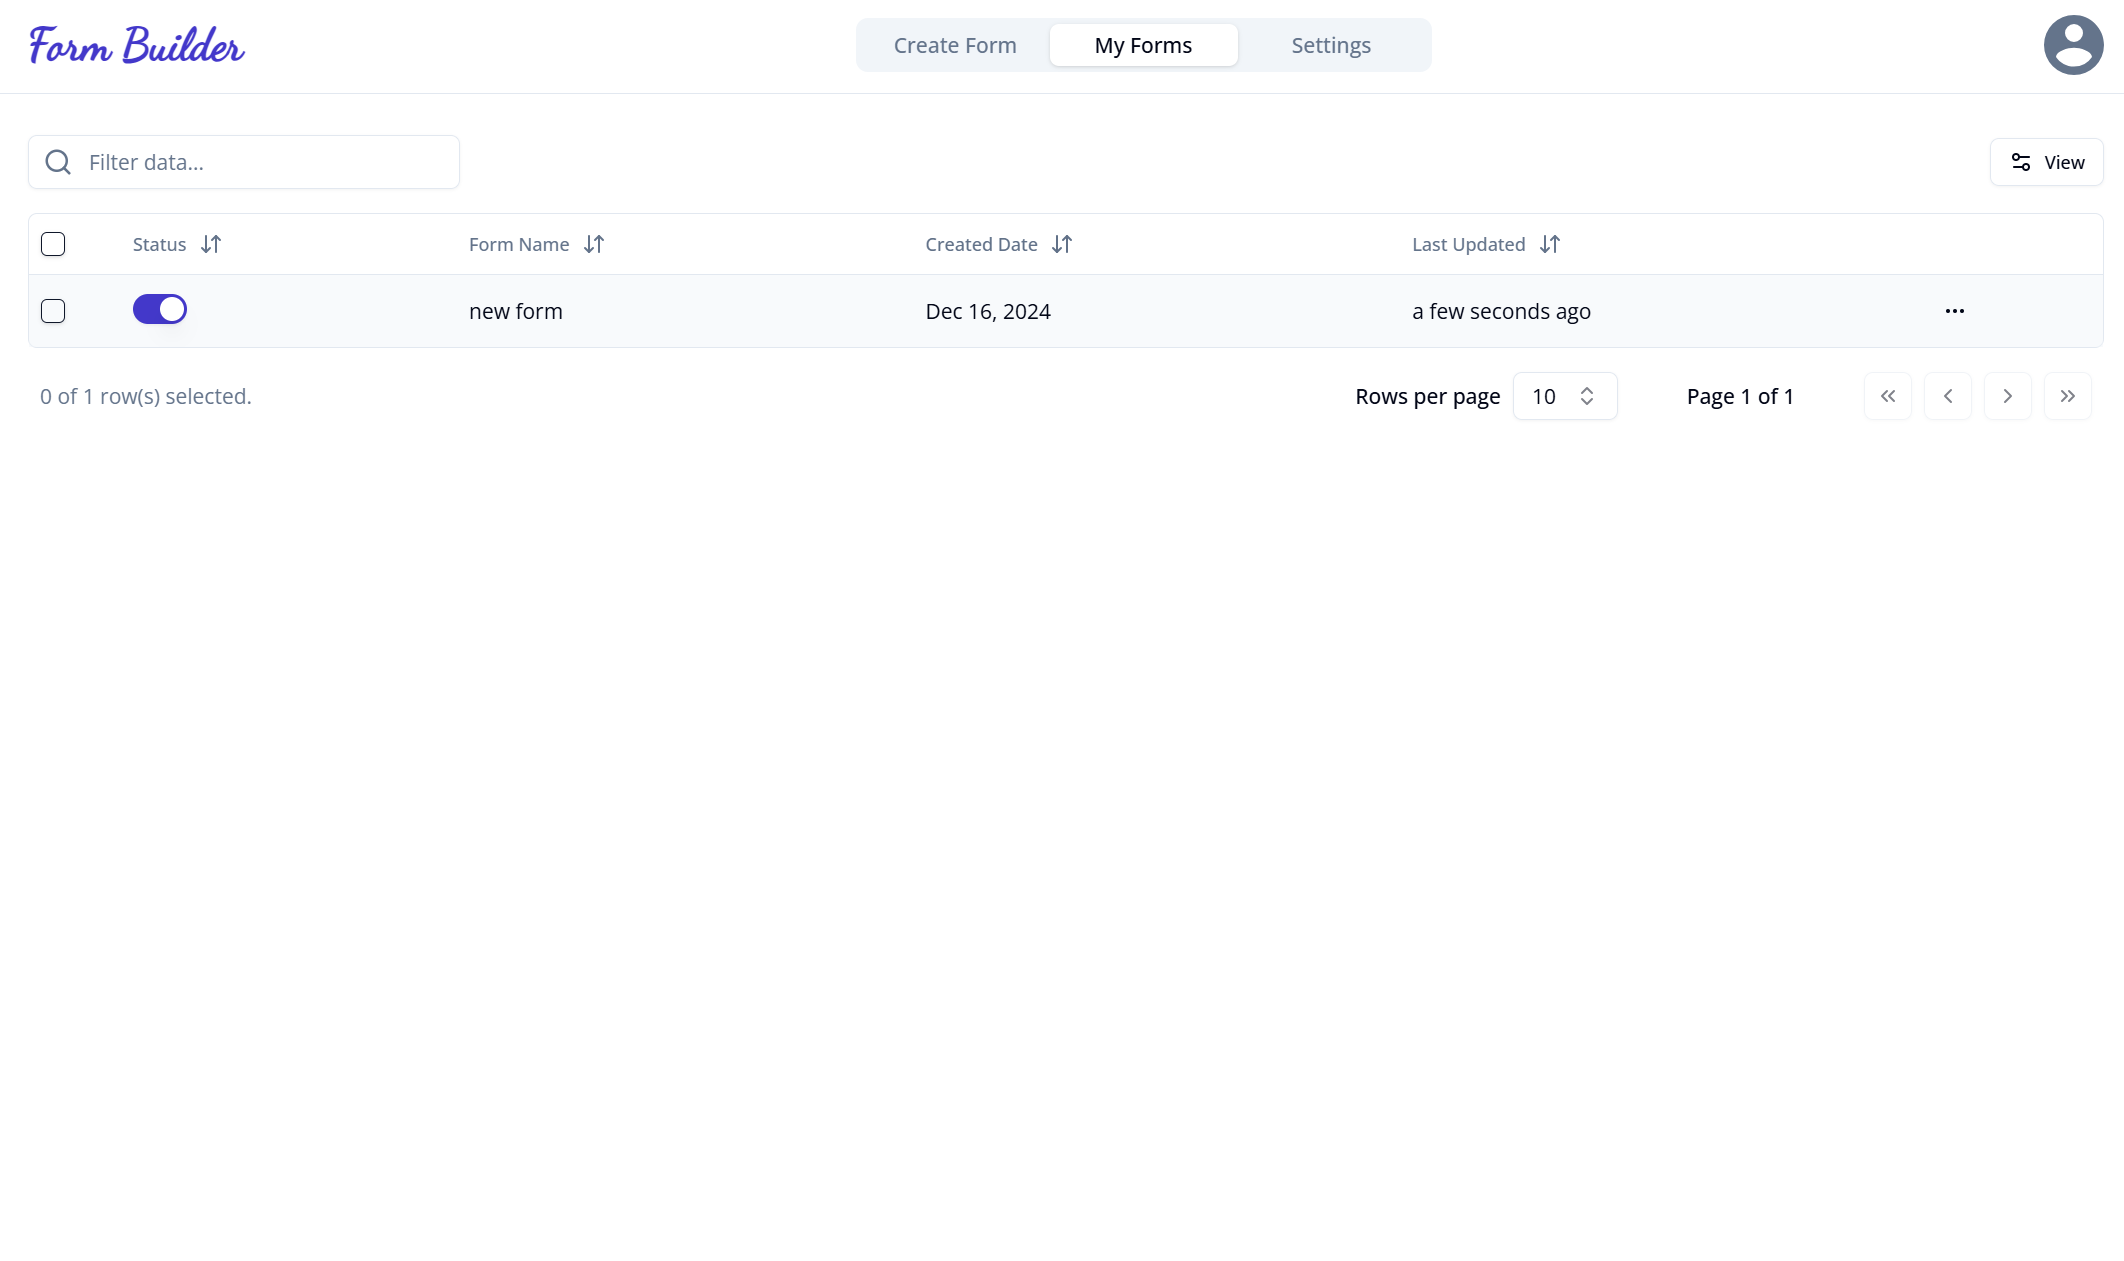 Form Builder
Create Form
My Forms
Settings
Filter data...
View
Status
Form Name
Created Date
Last Updated
new form
Dec 16, 2024
a few seconds ago
0 of 1 row(s) selected.
Rows per page
10
Page 1 of 1